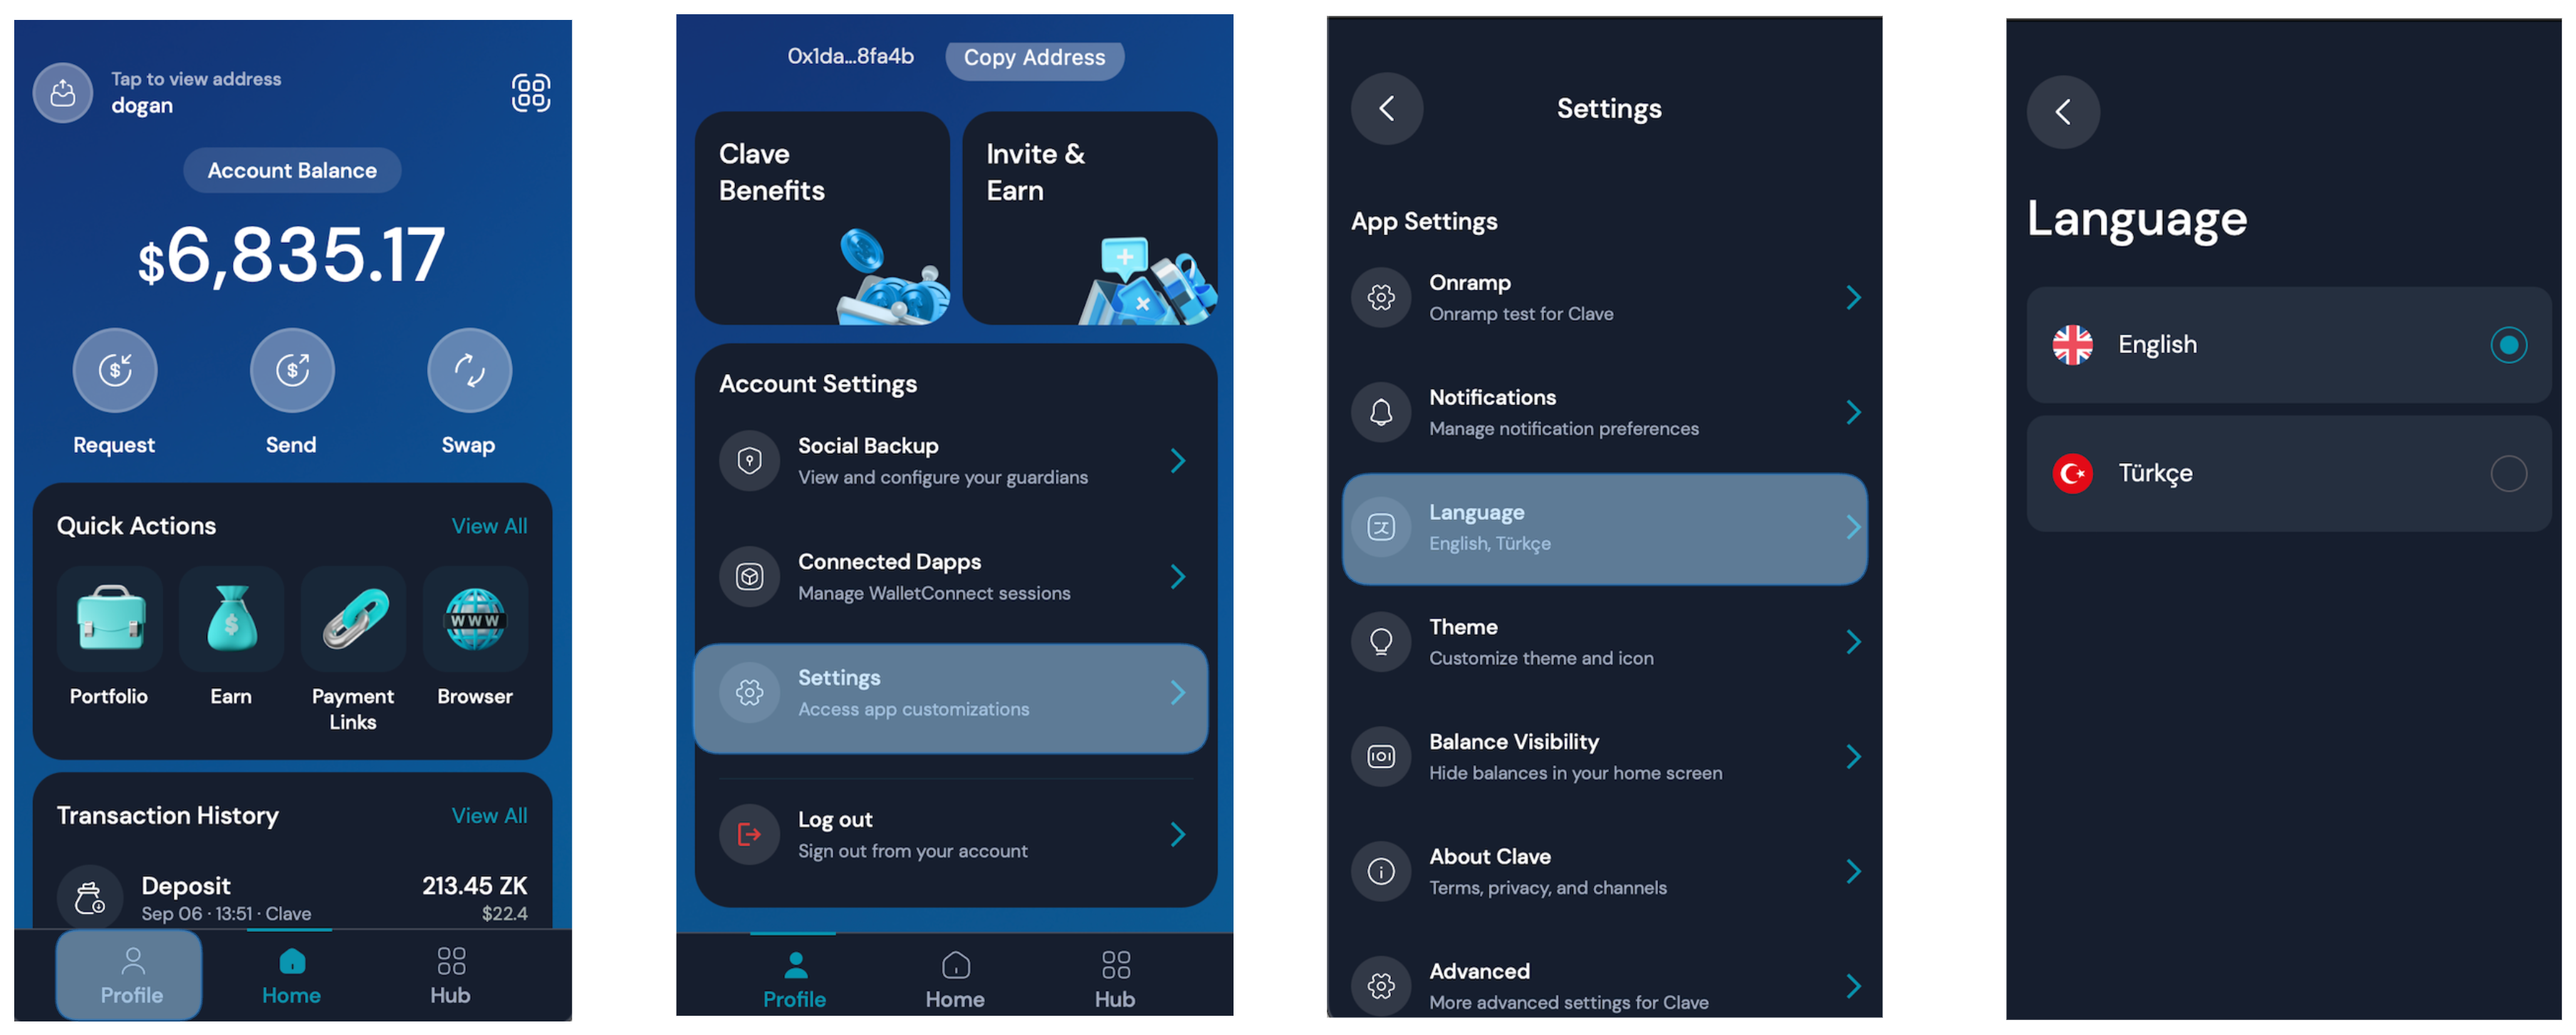 Tap to view address
dogan
Account Balance
$6,835.17
Request
Send
Swap
Quick Actions
View All
Portfolio
Earn
Payment
Links
Browser
WWW
Transaction History
View All
Deposit
213.45 ZK
Sep 06 · 13:51 · Clave
$22.4
Profile
Home
Hub
0x1da...8fa4b
Copy Address
Clave
Benefits
Invite &
Earn
Account Settings
Social Backup
View and configure your guardians
Connected Dapps
Manage WalletConnect sessions
Settings
Access app customizations
Log out
Sign out from your account
Profile
Home
Hub
Settings
App Settings
Onramp
Onramp test for Clave
Notifications
Manage notification preferences
Language
English, Türkçe
Theme
Customize theme and icon
Balance Visibility
Hide balances in your home screen
About Clave
Terms, privacy, and channels
Advanced
More advanced settings for Clave
Language
English
Türkçe